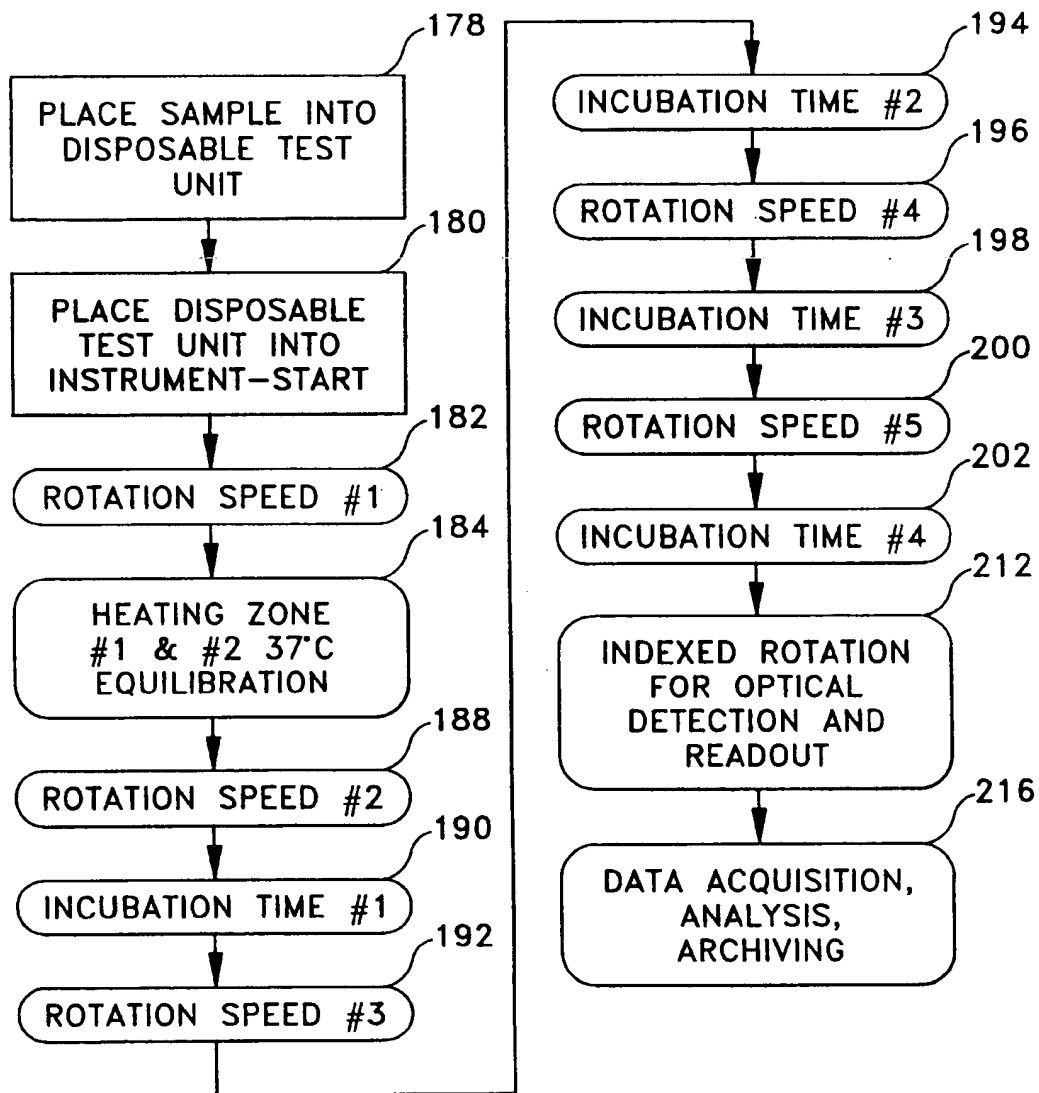 178
PLACE SAMPLE INTO
DISPOSABLE TEST
UNIT
180
PLACE DISPOSABLE
TEST UNIT INTO
INSTRUMENT-START
182
ROTATION SPEED #1
184
HEATING ZONE
#1 & #2 37°C
EQUILIBRATION
188
ROTATION SPEED #2
190
INCUBATION TIME #1
192
ROTATION SPEED #3
194
INCUBATION TIME #2
196
ROTATION SPEED #4
198
INCUBATION TIME #3
200
ROTATION SPEED #5
202
INCUBATION TIME #4
212
INDEXED ROTATION
FOR OPTICAL
DETECTION AND
READOUT
216
DATA ACQUISITION,
ANALYSIS,
ARCHIVING